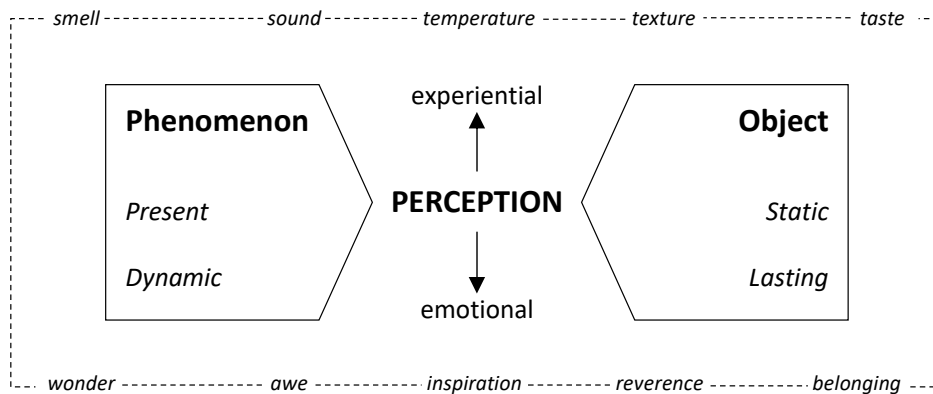 smell sound temperature texture taste
experiential
Phenomenon Object
PERCEPTION
Present Static
Dynamic Lasting
emotional
wonder awe inspiration reverence belonging